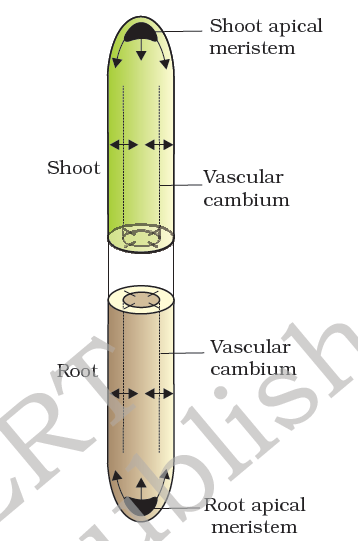 Shoot apical
meristem
Shoot
Vascular
cambium
Vascular
cambium
Root
Root apical
meristem